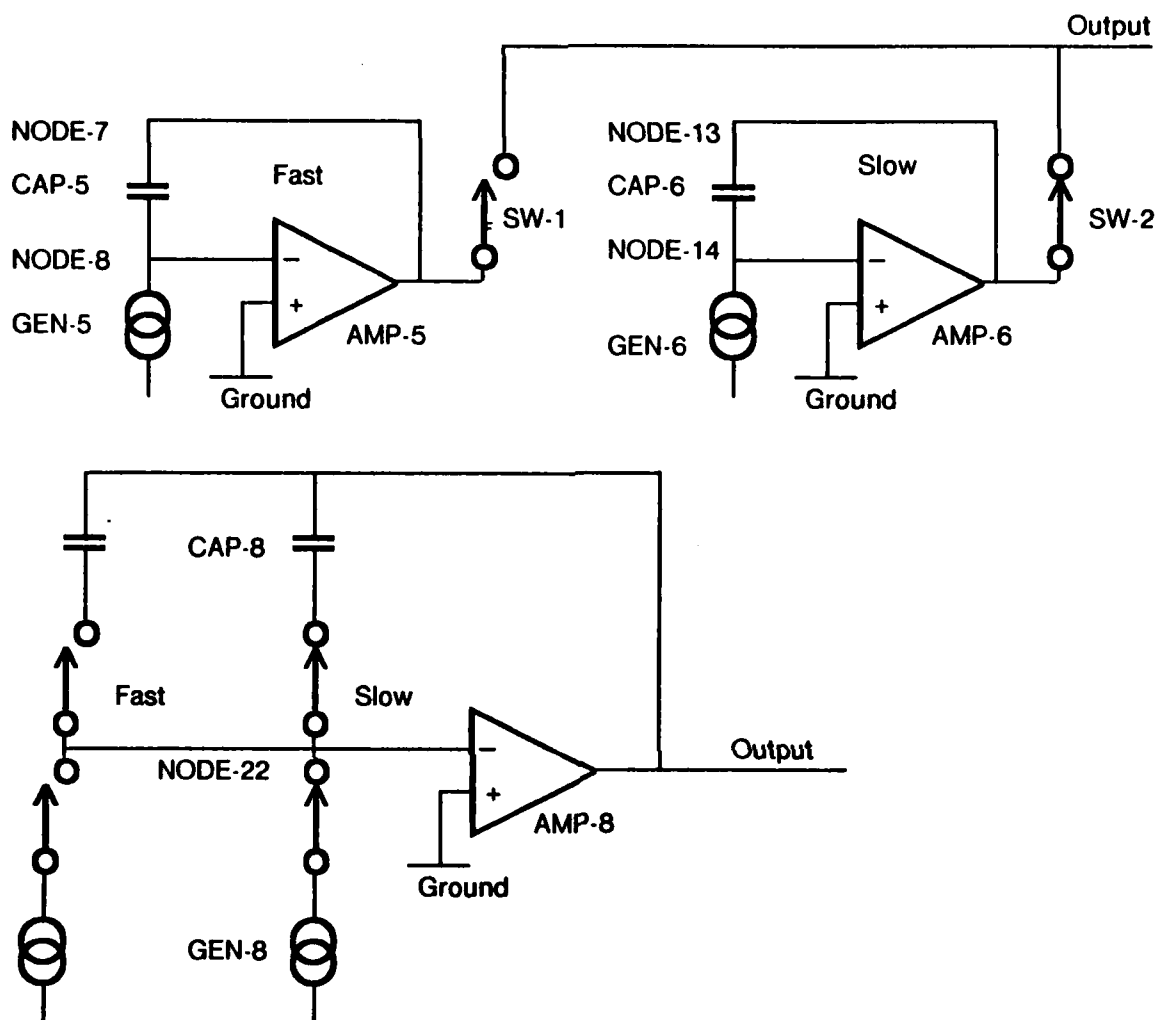 Output
NODE-7
CAP-5
Fast
NODE-8
GEN-5
−
+
AMP-5
Ground
SW-1
NODE-13
CAP-6
Slow
NODE-14
GEN-6
−
+
AMP-6
Ground
SW-2
CAP-8
Fast
Slow
NODE-22
−
+
AMP-8
Output
Ground
GEN-8